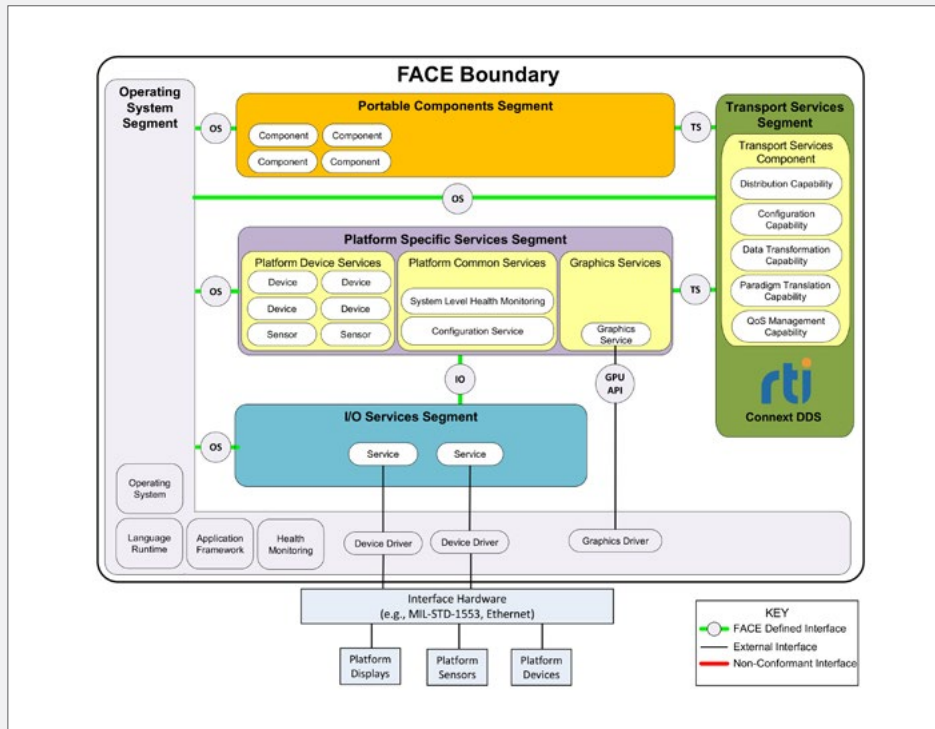 FACE Boundary
Operating
System
Segment
OS
Portable Components Segment
Component
Component
Component
Component
TS
Transport Services
Segment
Transport Services
Component
Distribution Capability
Configuration
Capability
Data Transformation
Capability
Paradigm Translation
Capability
QoS Management
Capability
rti
Connext DDS
OS
Platform Specific Services Segment
OS
Platform Device Services
Device
Device
Device
Device
Sensor
Sensor
Platform Common Services
System Level Health Monitoring
Configuration Service
Graphics Services
Graphics
Service
TS
IO
GPU
API
I/O Services Segment
OS
Service
Service
Operating
System
Language
Runtime
Application
Framework
Health
Monitoring
Device Driver
Device Driver
Graphics Driver
Interface Hardware
(e.g., MIL-STD-1553, Ethernet)
Platform
Displays
Platform
Sensors
Platform
Devices
KEY
FACE Defined Interface
External Interface
Non-Conformant Interface